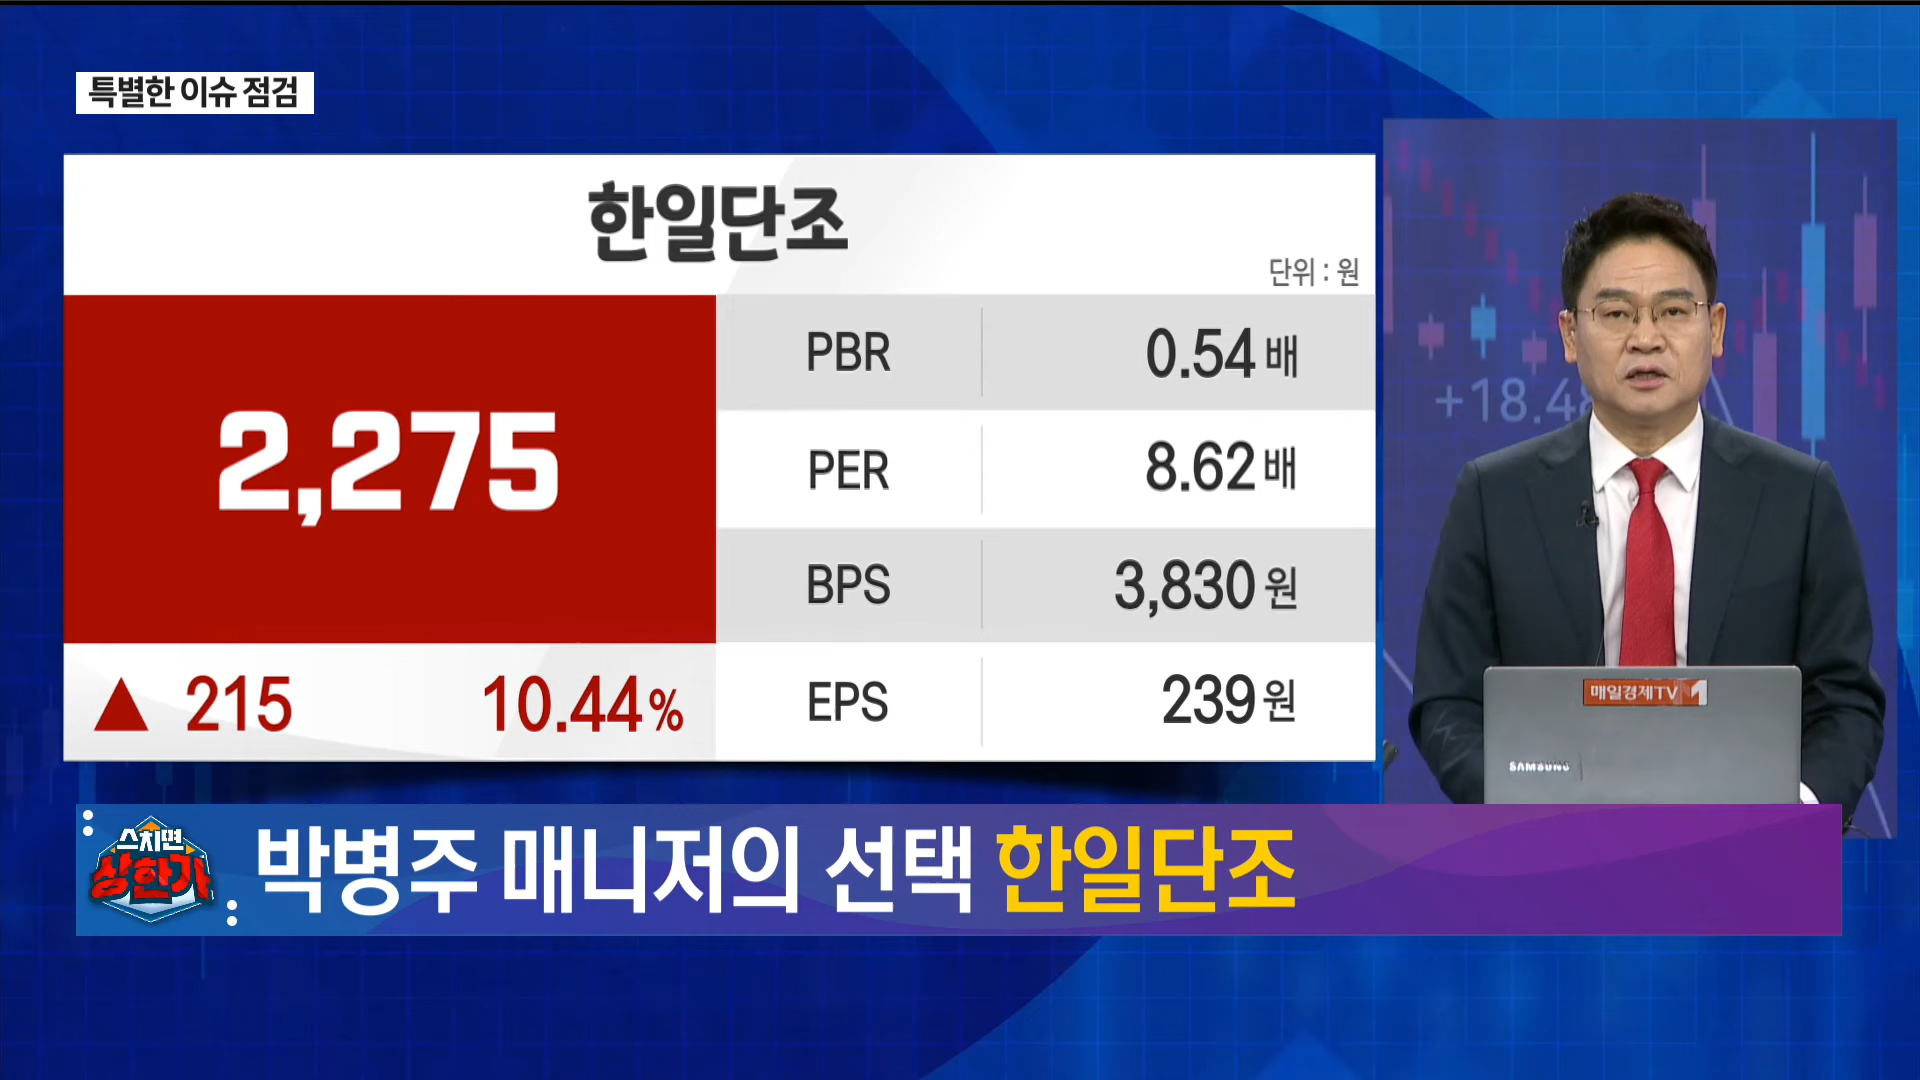 특별한 이슈 점검
한일단조
단위 : 원
2,275
▲ 215 10.44%
PBR 0.54 배
PER 8.62 배
BPS 3,830 원
EPS 239 원
+18.4
매일경제TV
SAMSUNG
스치면
상한가
박병주 매니저의 선택 한일단조